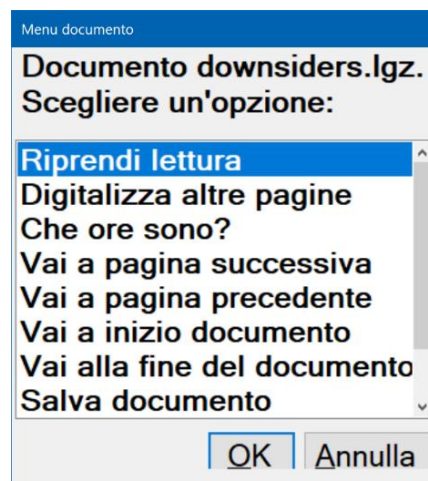 Menu documento
Documento downsiders.lgz.
Scegliere un'opzione:
Riprendi lettura
Digitalizza altre pagine
Che ore sono?
Vai a pagina successiva
Vai a pagina precedente
Vai a inizio documento
Vai alla fine del documento
Salva documento
OK Annulla